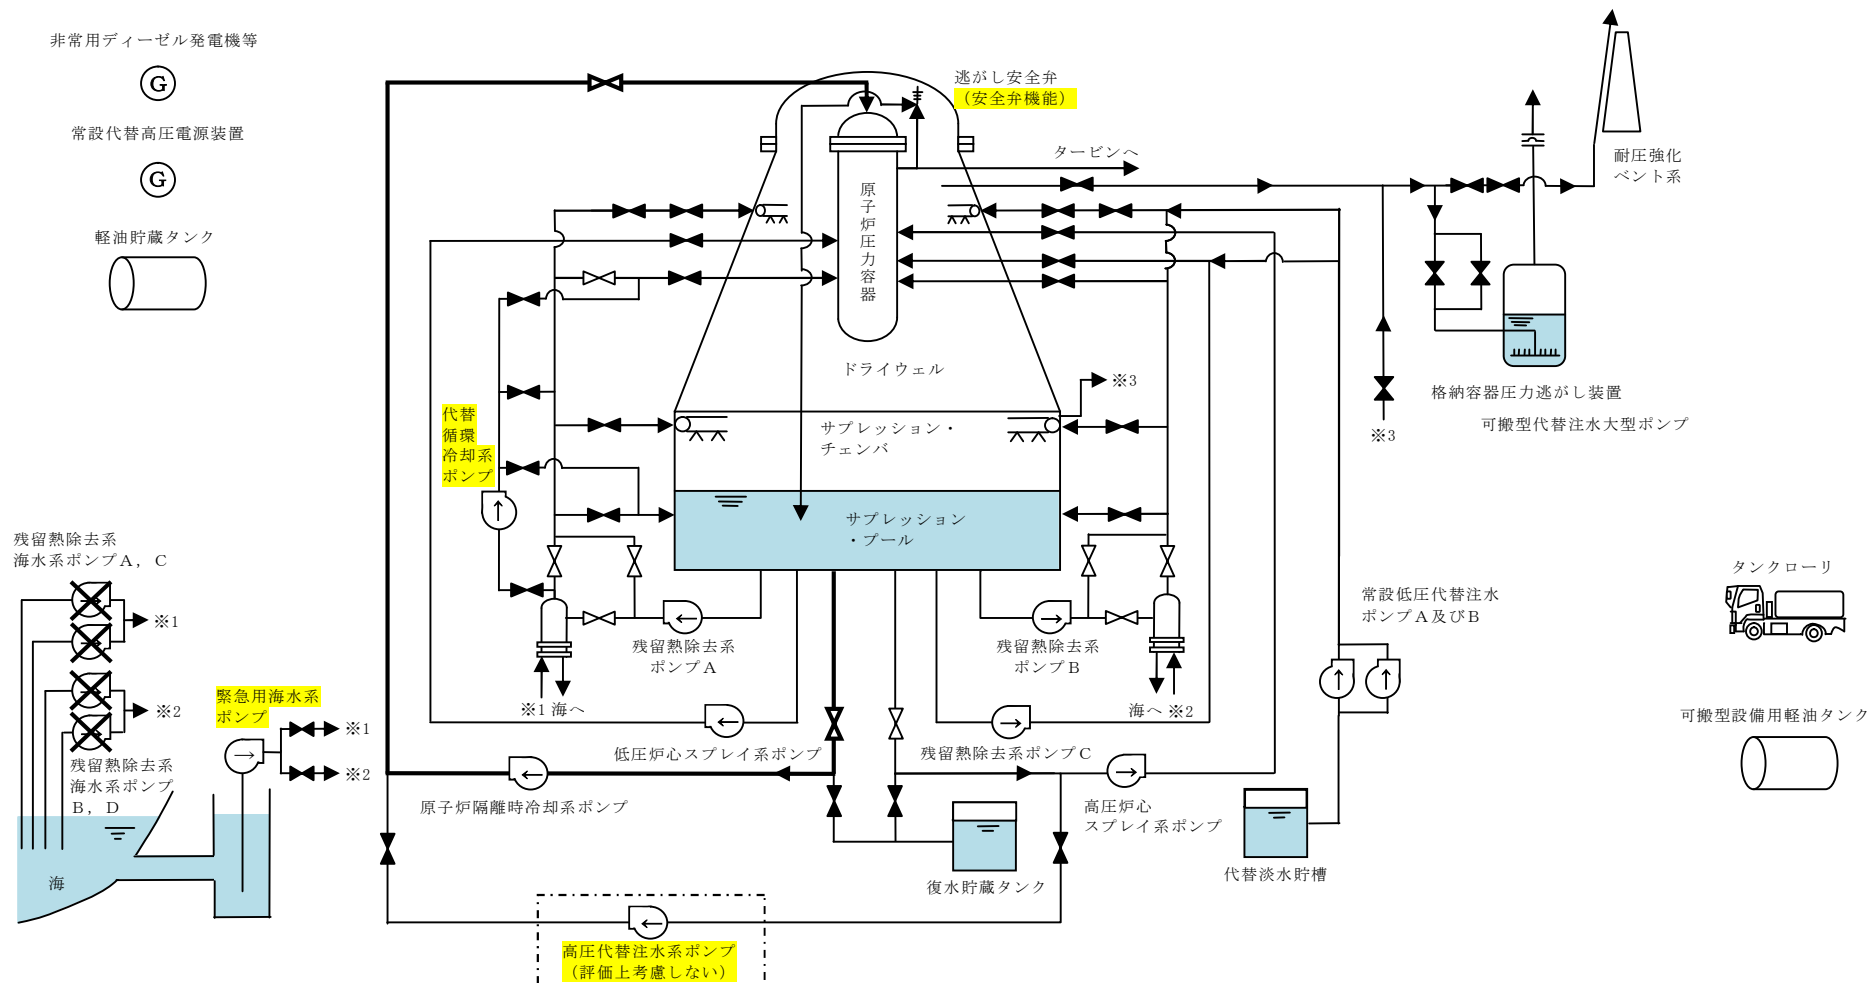 非常用ディーゼル発電機等
G
常設代替高圧電源装置
G
軽油貯蔵タンク
逃がし安全弁
（安全弁機能）
タービンへ
耐圧強化
ベント系
原子炉圧力容器
ドライウェル
※3
サプレッション・
チェンバ
サプレッション
・プール
格納容器圧力逃がし装置
可搬型代替注水大型ポンプ
※3
代替
循環
冷却系
ポンプ
残留熱除去系
海水系ポンプA，C
※1
※2
残留熱除去系
海水系ポンプ
B，D
緊急用海水系
ポンプ
※1
※2
海
残留熱除去系
ポンプA
※1 海へ
低圧炉心スプレイ系ポンプ
原子炉隔離時冷却系ポンプ
残留熱除去系
ポンプB
海へ ※2
残留熱除去系ポンプC
高圧炉心
スプレイ系ポンプ
復水貯蔵タンク
高圧代替注水系ポンプ
（評価上考慮しない）
常設低圧代替注水
ポンプA及びB
代替淡水貯槽
タンクローリ
可搬型設備用軽油タンク